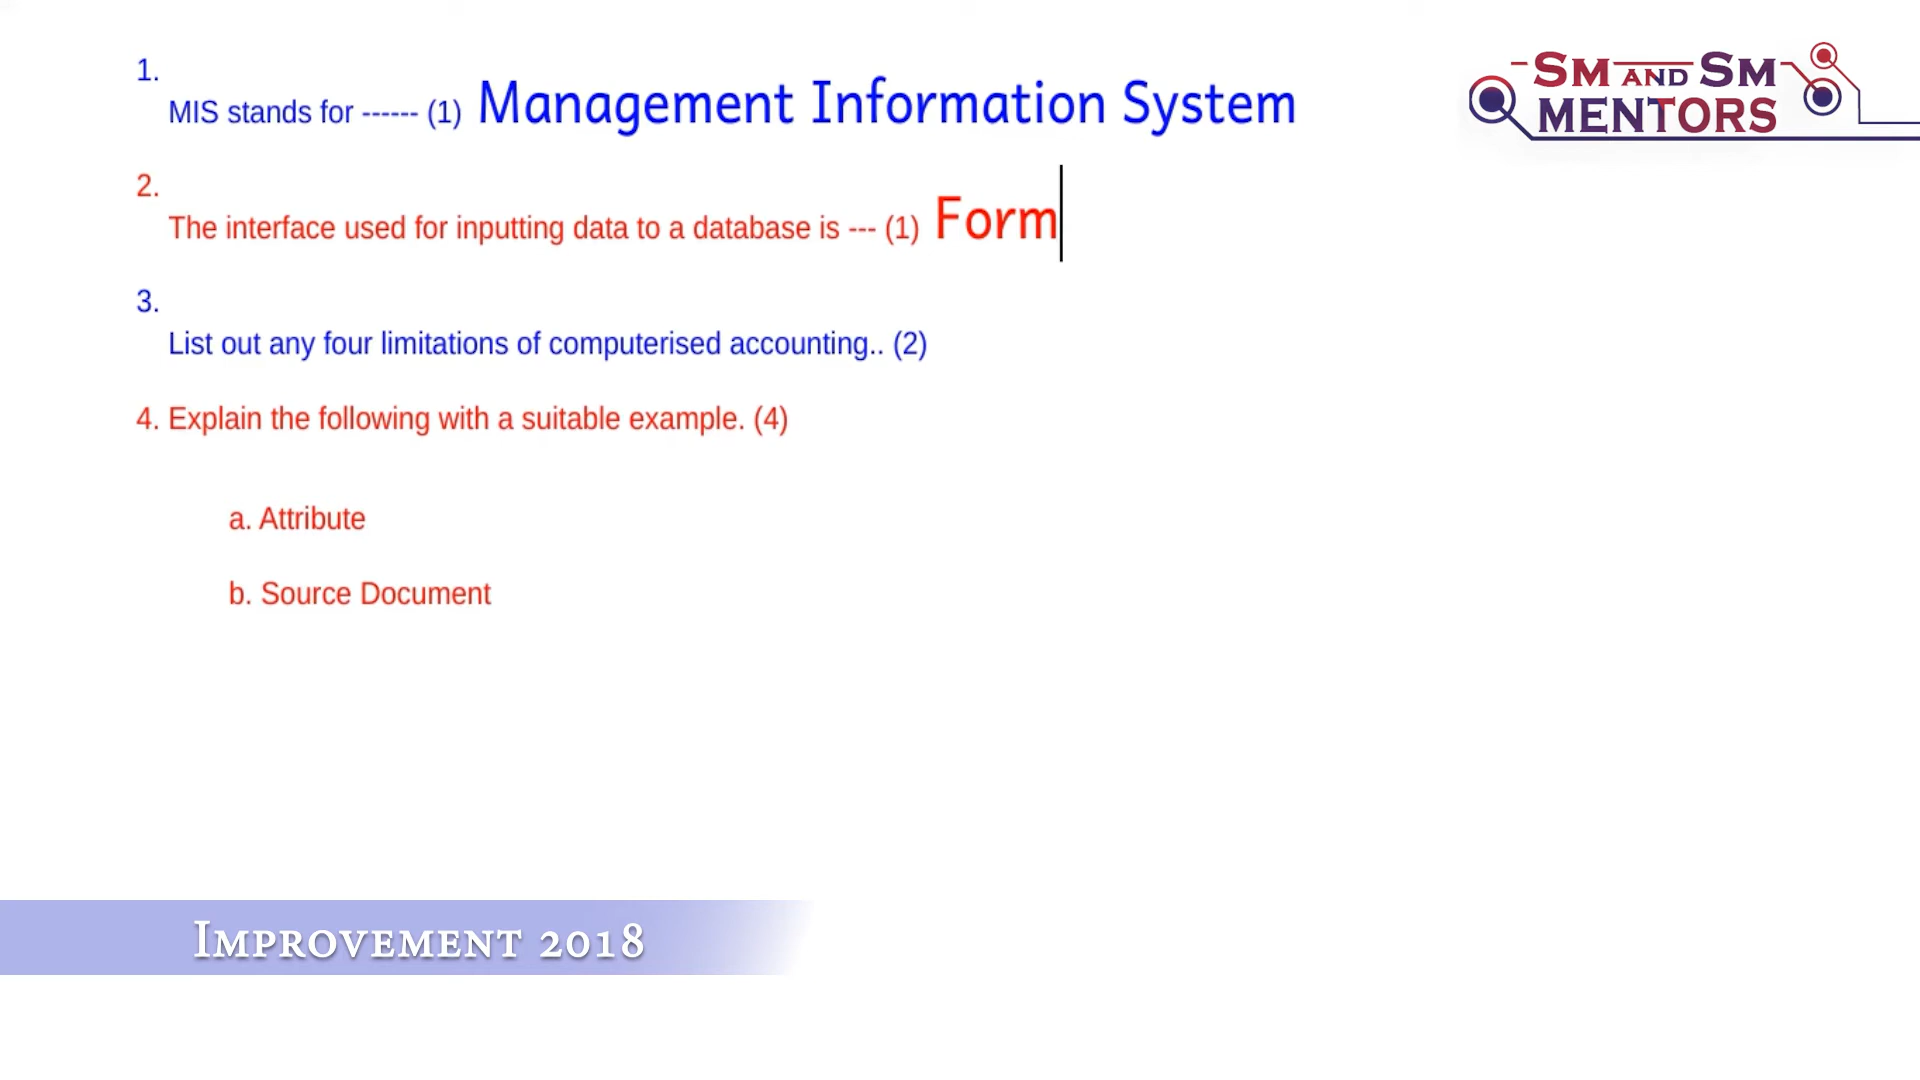 1.
MIS stands for ------ (1) Management Information System
SM AND SM
MENTORS
2.
The interface used for inputting data to a database is --- (1) Form
3.
List out any four limitations of computerised accounting.. (2)
4. Explain the following with a suitable example. (4)
a. Attribute
b. Source Document
IMPROVEMENT 2018